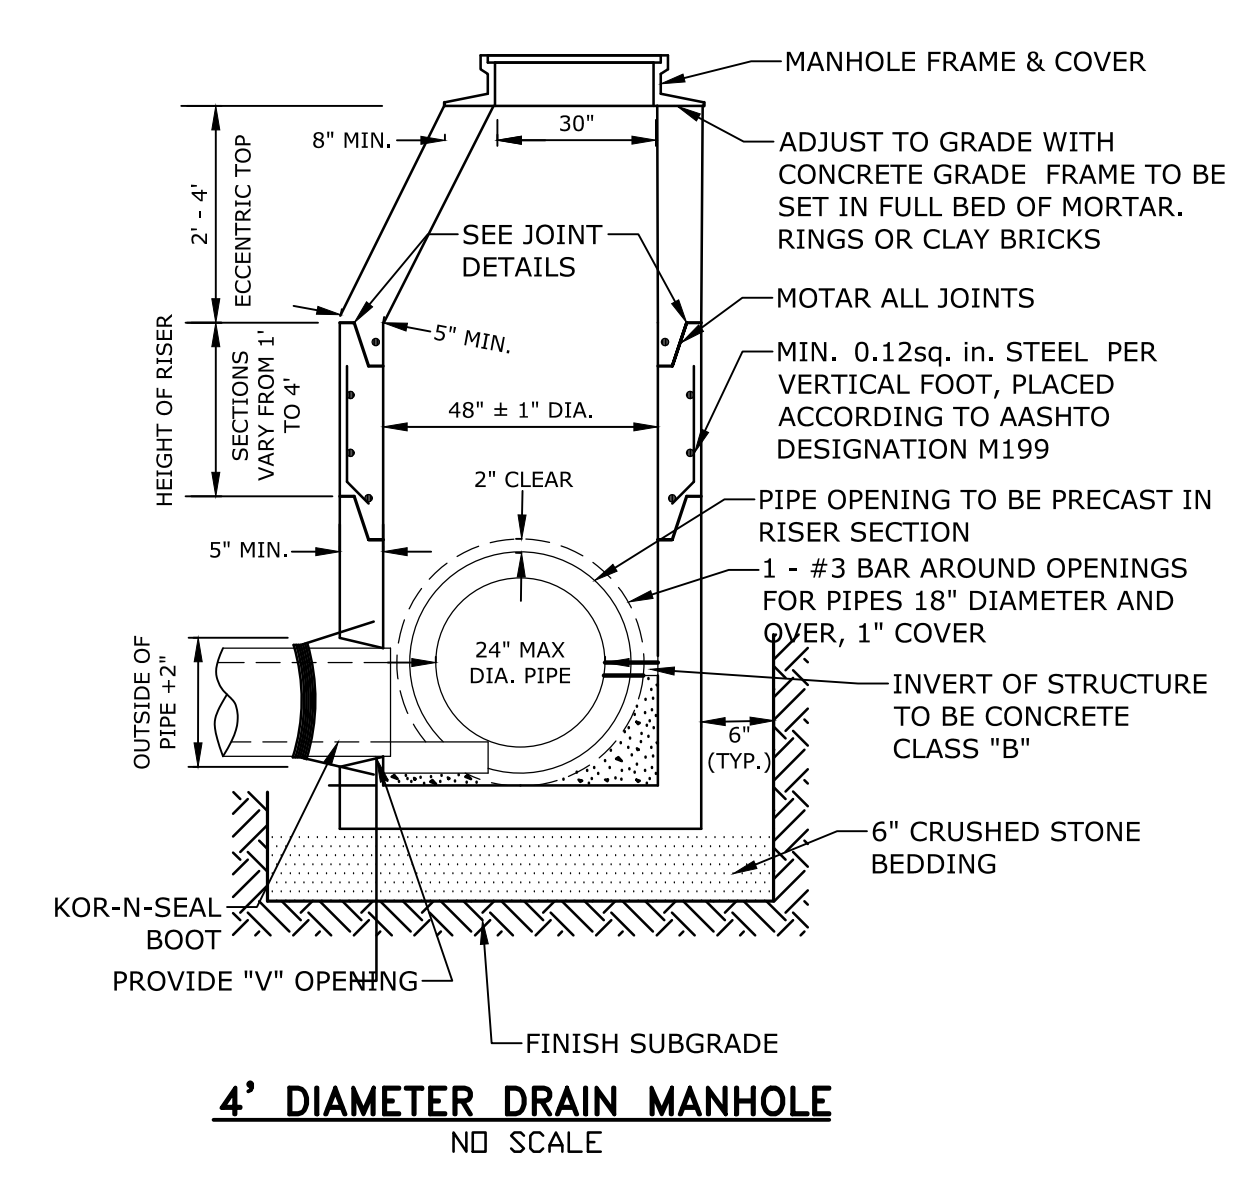 MANHOLE FRAME & COVER
8" MIN.
30"
ADJUST TO GRADE WITH
CONCRETE GRADE  FRAME TO BE
SET IN FULL BED OF MORTAR.
RINGS OR CLAY BRICKS
2' - 4'
ECCENTRIC TOP
SEE JOINT
DETAILS
MOTAR ALL JOINTS
5" MIN.
HEIGHT OF RISER
SECTIONS
VARY FROM 1'
TO 4'
MIN.  0.12sq. in. STEEL  PER
VERTICAL FOOT, PLACED
ACCORDING TO AASHTO
DESIGNATION M199
48" ± 1" DIA.
2" CLEAR
PIPE OPENING TO BE PRECAST IN
RISER SECTION
5" MIN.
1 - #3 BAR AROUND OPENINGS
FOR PIPES 18" DIAMETER AND
OVER, 1" COVER
OUTSIDE OF
PIPE +2"
24" MAX
DIA. PIPE
INVERT OF STRUCTURE
TO BE CONCRETE
CLASS "B"
6"
(TYP.)
6" CRUSHED STONE
BEDDING
KOR-N-SEAL
BOOT
PROVIDE "V" OPENING
FINISH SUBGRADE
4' DIAMETER DRAIN MANHOLE
NO SCALE